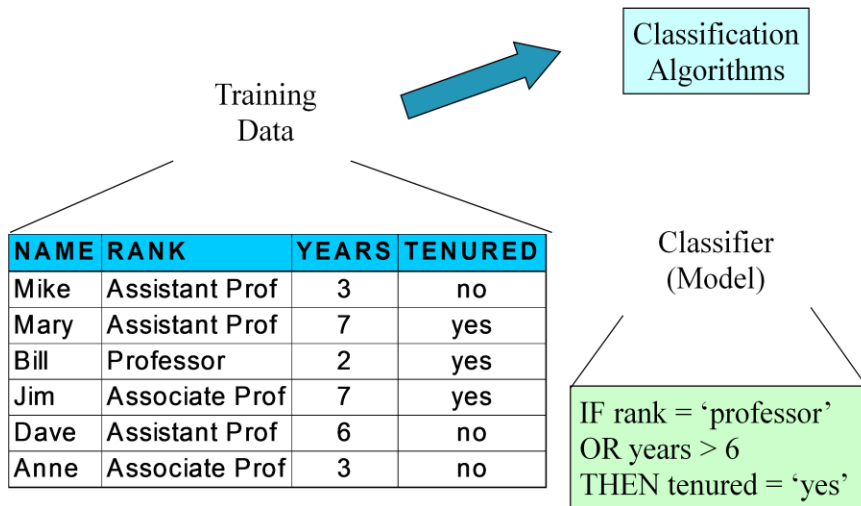 Classification
Algorithms
Training
Data
NAME RANK YEARS TENURED
Mike Assistant Prof 3 no
Mary Assistant Prof 7 yes
Bill Professor 2 yes
Jim Associate Prof 7 yes
Dave Assistant Prof 6 no
Anne Associate Prof 3 no
Classifier
(Model)
IF rank = ‘professor’
OR years > 6
THEN tenured = ‘yes’